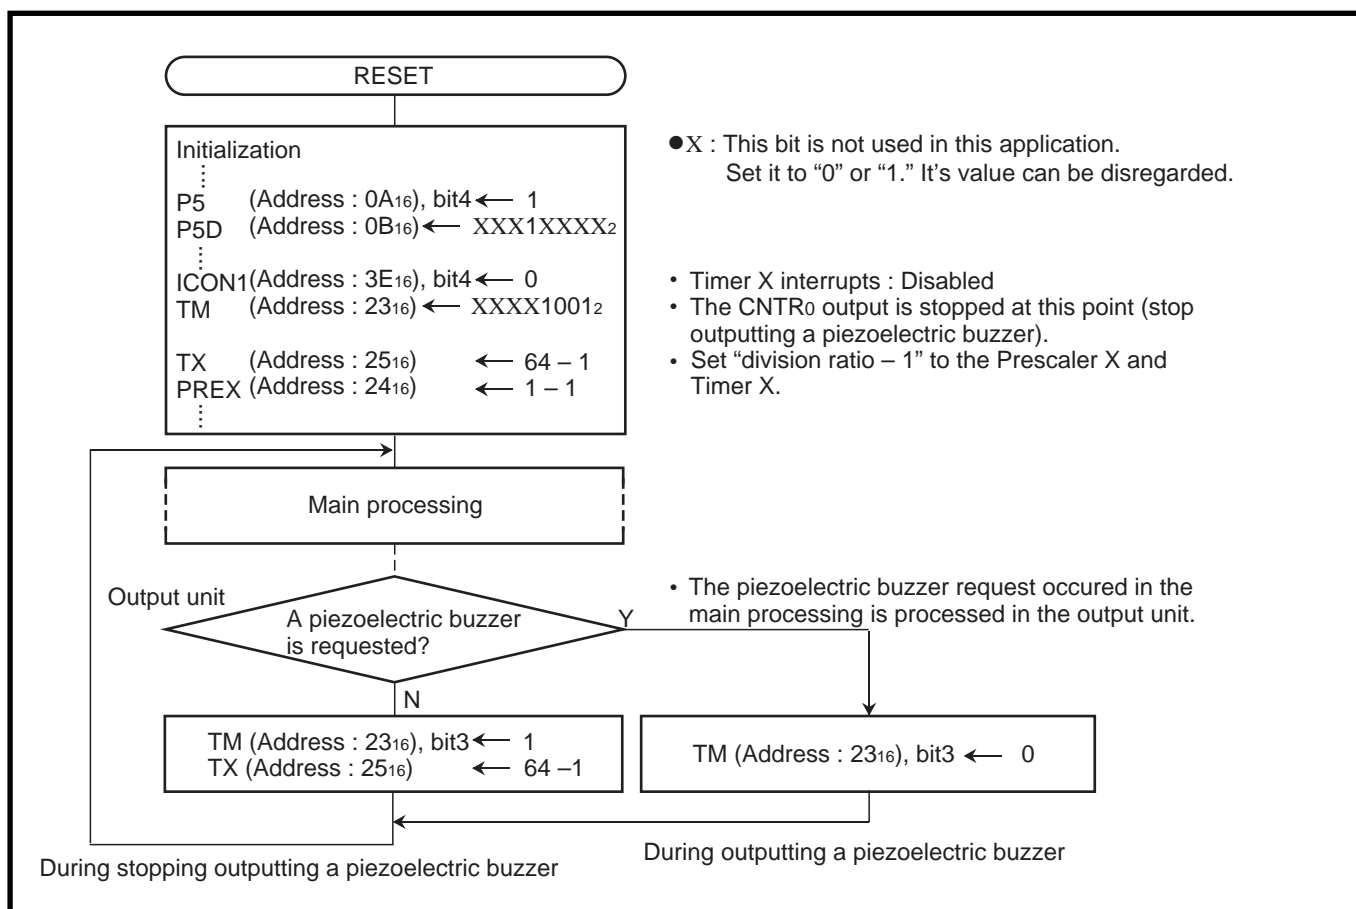 RESET
Initialization
P5 (Address : 0A16), bit4 ← 1
P5D (Address : 0B16) ← XXX1XXXX2
ICON1(Address : 3E16), bit4 ← 0
TM (Address : 2316) ← XXXX10012
TX (Address : 2516) ← 64 – 1
PREX (Address : 2416) ← 1 – 1
●X : This bit is not used in this application.
Set it to “0” or “1.” It’s value can be disregarded.
• Timer X interrupts : Disabled
• The CNTR0 output is stopped at this point (stop
outputting a piezoelectric buzzer).
• Set “division ratio – 1” to the Prescaler X and
Timer X.
Main processing
Output unit
A piezoelectric buzzer
is requested?
Y
N
• The piezoelectric buzzer request occured in the
main processing is processed in the output unit.
TM (Address : 2316), bit3 ← 1
TX (Address : 2516) ← 64 –1
TM (Address : 2316), bit3 ← 0
During stopping outputting a piezoelectric buzzer
During outputting a piezoelectric buzzer